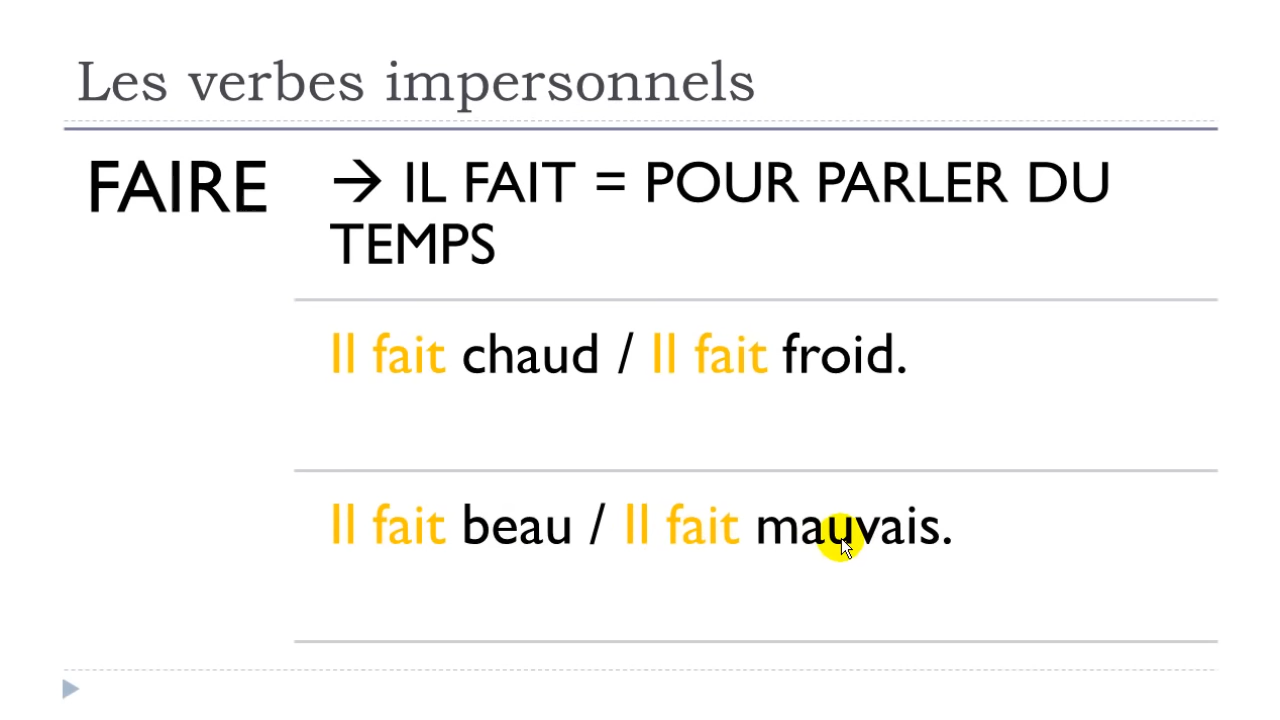 Les verbes impersonnels
FAIRE
→ IL FAIT = POUR PARLER DU
TEMPS
Il fait chaud / Il fait froid.
Il fait beau / Il fait mauvais.